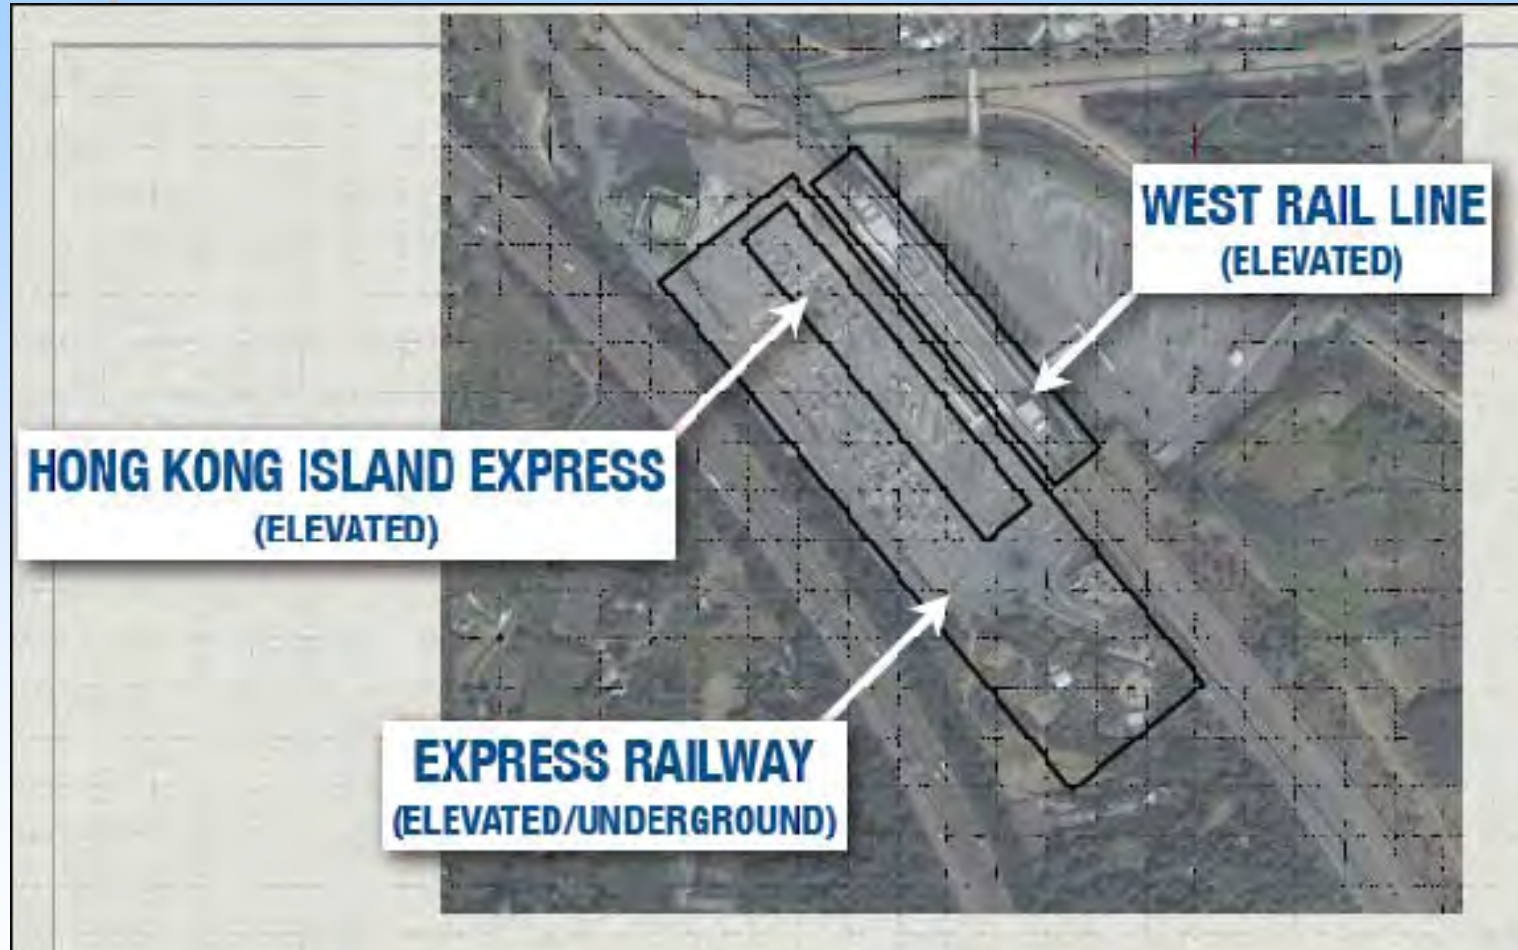 WEST RAIL LINE
(ELEVATED)
HONG KONG ISLAND EXPRESS
(ELEVATED)
EXPRESS RAILWAY
(ELEVATED/UNDERGROUND)